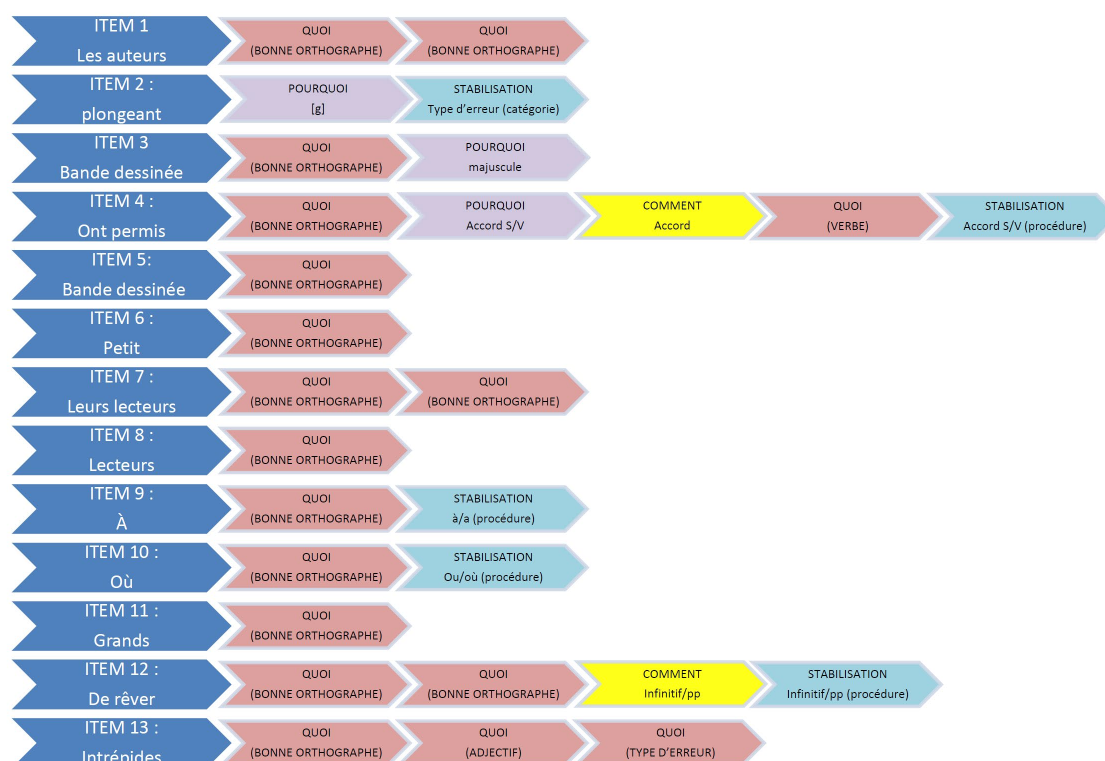 ITEM 1
Les auteurs
QUOI
(BONNE ORTHOGRAPHE)
QUOI
(BONNE ORTHOGRAPHE)
ITEM 2 :
plongeant
POURQUOI
[g]
STABILISATION
Type d'erreur (catégorie)
ITEM 3
Bande dessinée
QUOI
(BONNE ORTHOGRAPHE)
POURQUOI
majuscule
ITEM 4 :
Ont permis
QUOI
(BONNE ORTHOGRAPHE)
POURQUOI
Accord S/V
COMMENT
Accord
QUOI
(VERBE)
STABILISATION
Accord S/V (procédure)
ITEM 5:
Bande dessinée
QUOI
(BONNE ORTHOGRAPHE)
ITEM 6 :
Petit
QUOI
(BONNE ORTHOGRAPHE)
ITEM 7 :
Leurs lecteurs
QUOI
(BONNE ORTHOGRAPHE)
QUOI
(BONNE ORTHOGRAPHE)
ITEM 8 :
Lecteurs
QUOI
(BONNE ORTHOGRAPHE)
ITEM 9 :
À
QUOI
(BONNE ORTHOGRAPHE)
STABILISATION
à/a (procédure)
ITEM 10 :
Où
QUOI
(BONNE ORTHOGRAPHE)
STABILISATION
Ou/où (procédure)
ITEM 11 :
Grands
QUOI
(BONNE ORTHOGRAPHE)
ITEM 12 :
De rêver
QUOI
(BONNE ORTHOGRAPHE)
QUOI
(BONNE ORTHOGRAPHE)
COMMENT
Infinitif/pp
STABILISATION
Infinitif/pp (procédure)
ITEM 13 :
Intrépides
QUOI
(BONNE ORTHOGRAPHE)
QUOI
(ADJECTIF)
QUOI
(TYPE D'ERREUR)